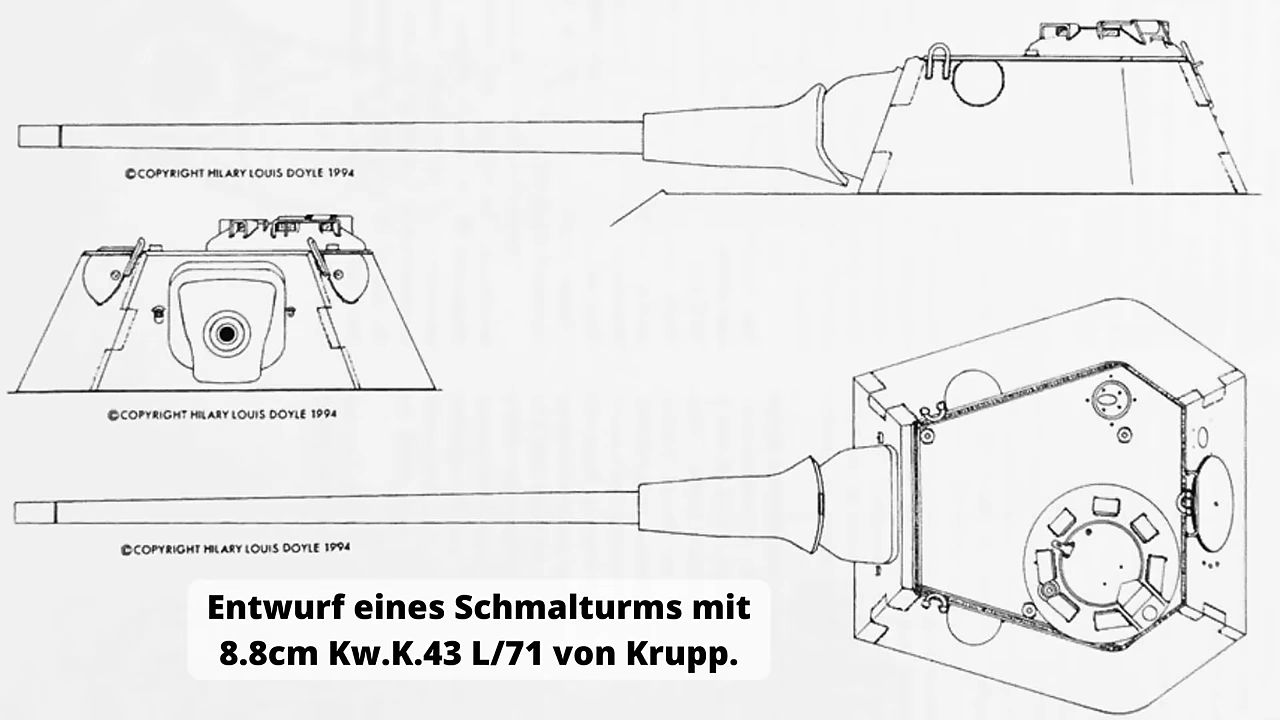 ©COPYRIGHT HILARY LOUIS DOYLE 1994
©COPYRIGHT HILARY LOUIS DOYLE 1994
©COPYRIGHT HILARY LOUIS DOYLE 1994
Entwurf eines Schmalturms mit
8.8cm Kw.K.43 L/71 von Krupp.